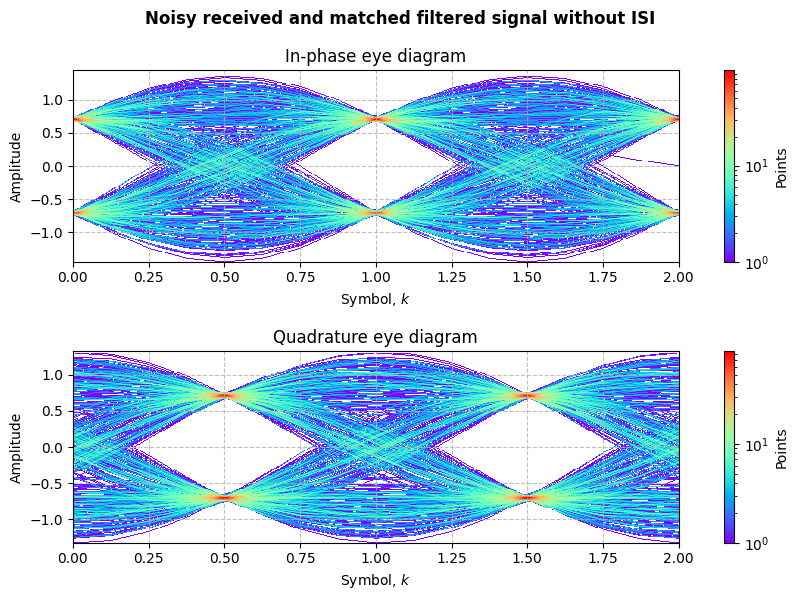 Noisy received and matched filtered signal without ISI
In-phase eye diagram
1.0
0.5
0.0
−0.5
−1.0
Amplitude
0.00 0.25 0.50 0.75 1.00 1.25 1.50 1.75 2.00
Symbol, k
10¹
10⁰
Points
Quadrature eye diagram
1.0
0.5
0.0
−0.5
−1.0
Amplitude
0.00 0.25 0.50 0.75 1.00 1.25 1.50 1.75 2.00
Symbol, k
10¹
10⁰
Points